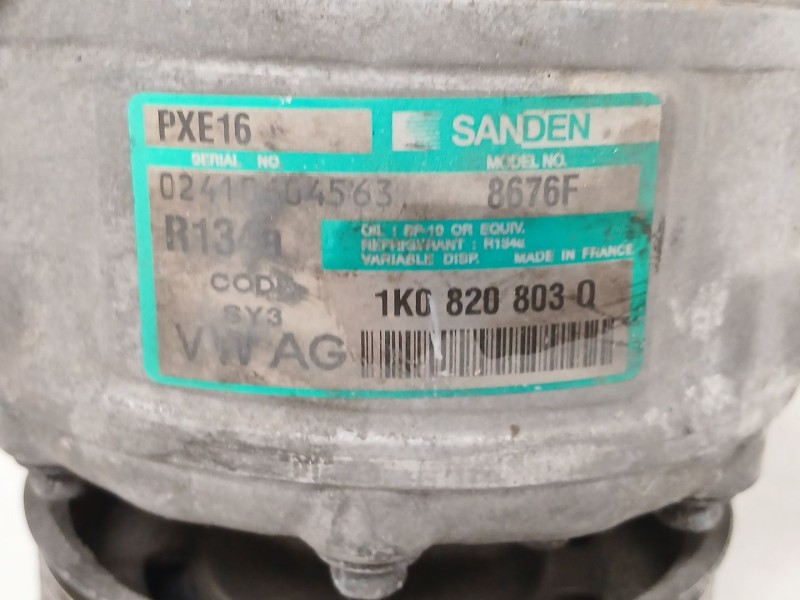 PXE16
SANDEN
SERIAL NO.
MODEL NO.
8676F
R134a
OIL : SP-10 OR EQUIV.
REFRIGIRANT : R134a
VARIABLE DISP. MADE IN FRANCE
CODE
SY3
1K0 820 803 Q
VW AG